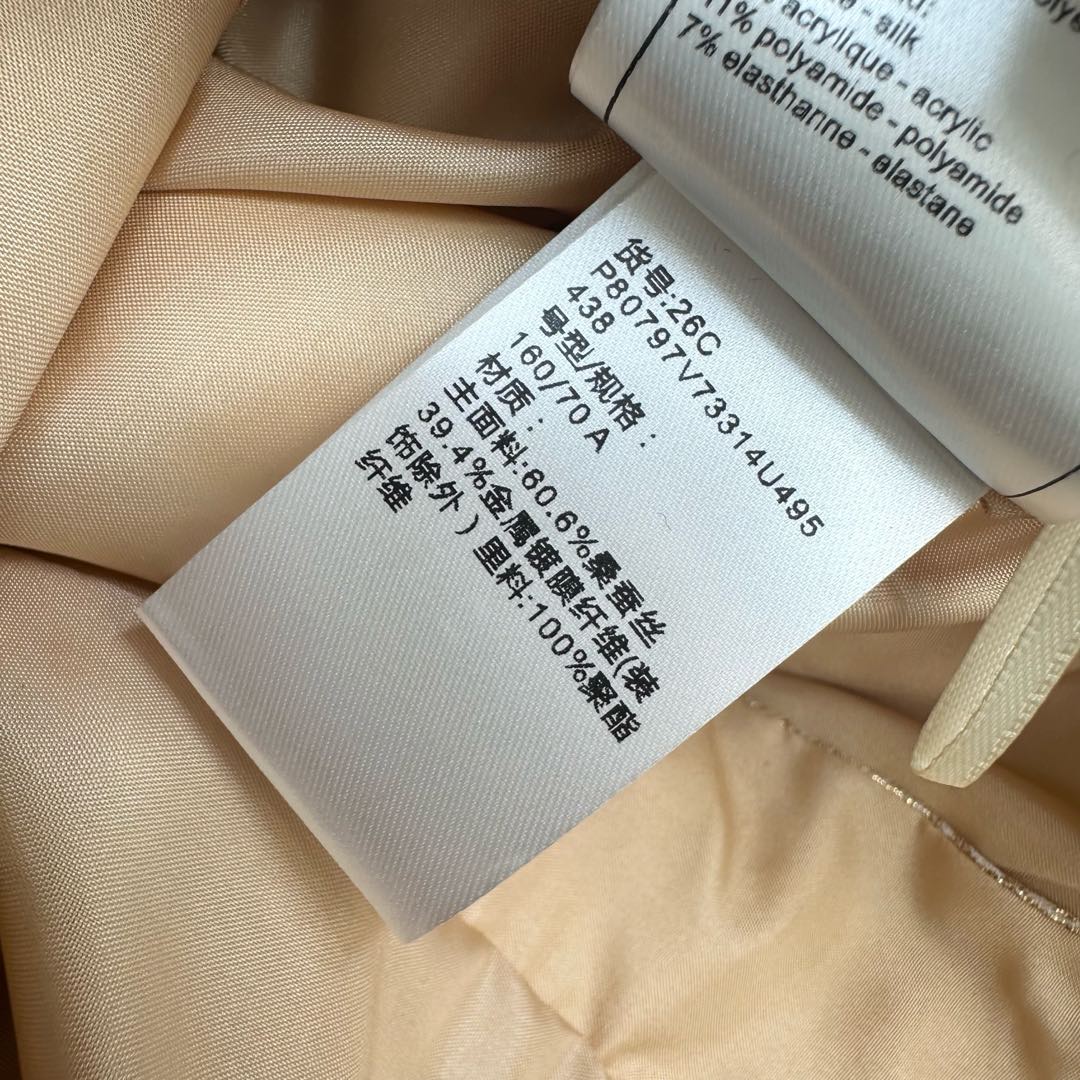 - silk
acrylique - acrylic
11% polyamide - polyamide
7% elasthanne - elastane
货号:26C
P80797V73314U495
438
号型/规格:
160/70A
材质:
主面料:60.6%桑蚕丝
39.4%金属镀膜纤维(装
饰除外）里料:100%聚酯
纤维